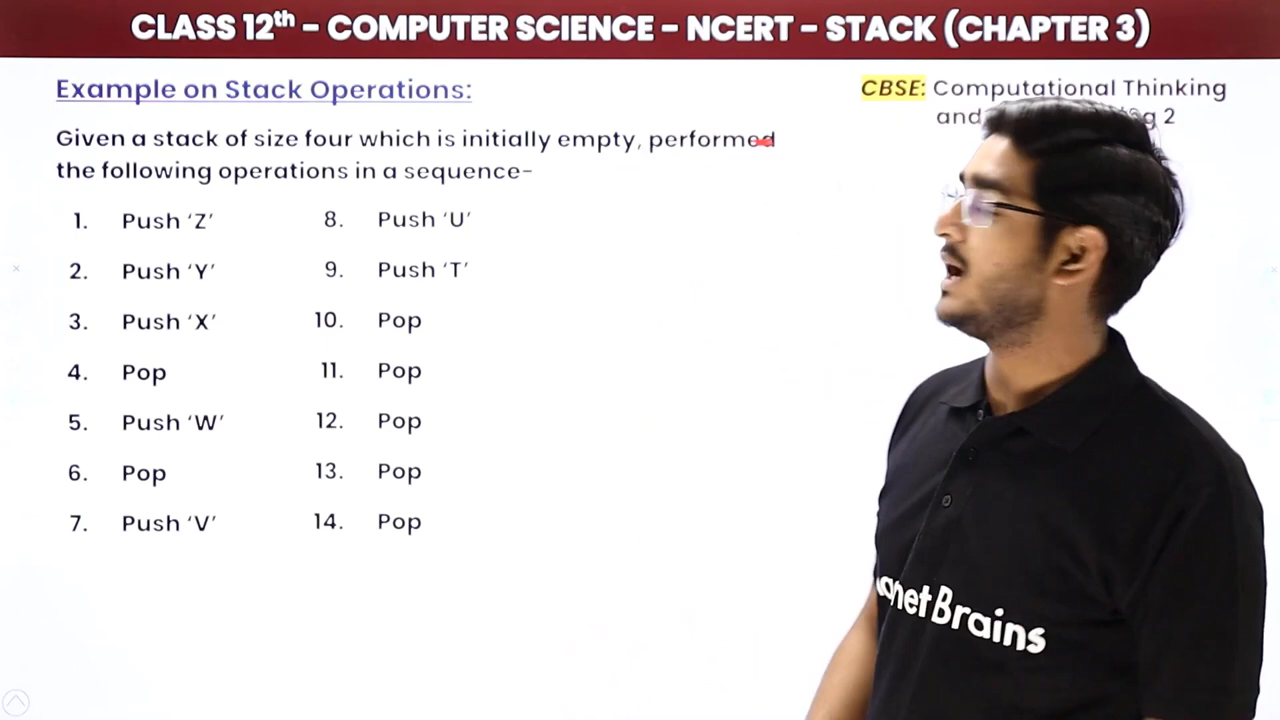 CLASS 12th – COMPUTER SCIENCE – NCERT – STACK (CHAPTER 3)
Example on Stack Operations:
CBSE: Computational Thinking
and 2
Given a stack of size four which is initially empty, performed
the following operations in a sequence-
1. Push ‘Z’
2. Push ‘Y’
3. Push ‘X’
4. Pop
5. Push ‘W’
6. Pop
7. Push ‘V’
8. Push ‘U’
9. Push ‘T’
10. Pop
11. Pop
12. Pop
13. Pop
14. Pop
Brains